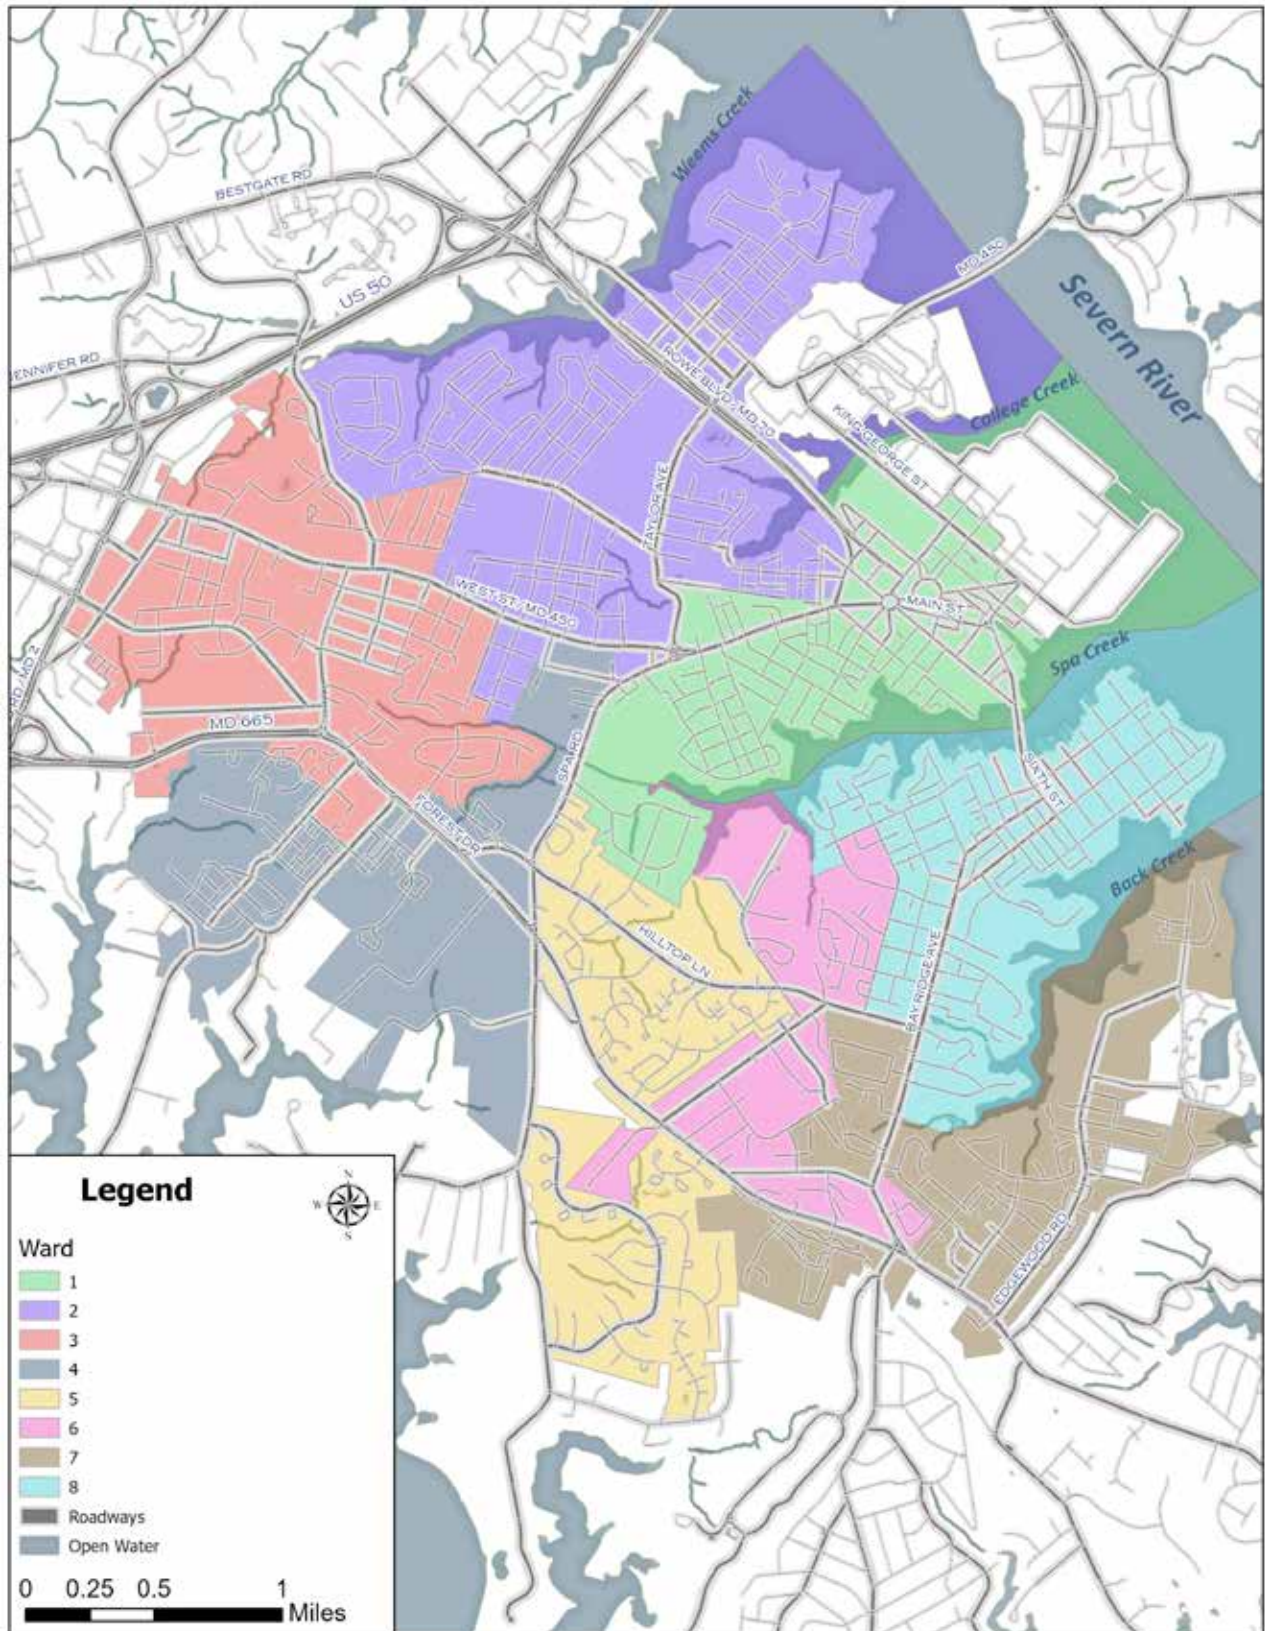 Weems Creek
BESTGATE RD
MD 450
US 50
Severn River
JENNIFER RD
ROWE BLVD / MD 70
College Creek
KING GEORGE ST
TAYLOR AVE
WEST ST / MD 450
MAIN ST
Spa Creek
RD. MD 2
MD 665
SPA RD
SIXTH ST
FOREST DR
Back Creek
HILLTOP LN
BAY RIDGE AVE
EDGEWOOD RD
Legend
N
W E
S
Ward
1
2
3
4
5
6
7
8
Roadways
Open Water
0 0.25 0.5 1
Miles